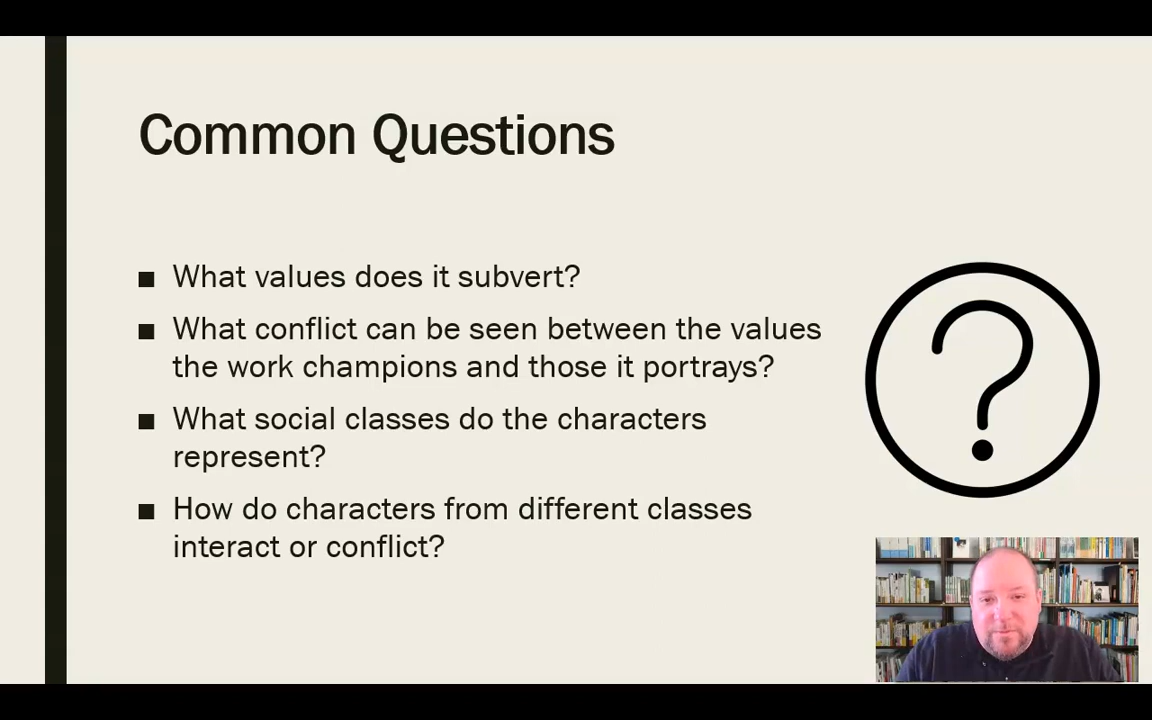 Common Questions
■ What values does it subvert?
■ What conflict can be seen between the values
the work champions and those it portrays?
■ What social classes do the characters
represent?
■ How do characters from different classes
interact or conflict?